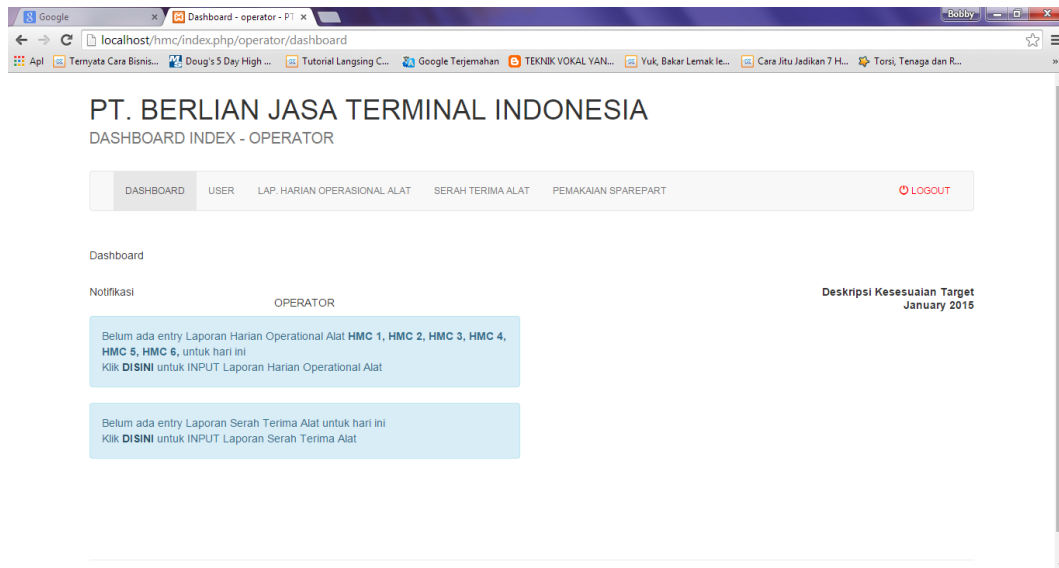 Google
Dashboard - operator - PT
Bobby
localhost/hmc/index.php/operator/dashboard
Apl
Ternyata Cara Bisnis...
Doug's 5 Day High ...
Tutorial Langsing C...
Google Terjemahan
TEKNIK VOKAL YAN...
Yuk, Bakar Lemak le...
Cara Jitu Jadikan 7 H...
Torsi, Tenaga dan R...
PT. BERLIAN JASA TERMINAL INDONESIA
DASHBOARD INDEX - OPERATOR
DASHBOARD USER LAP. HARIAN OPERASIONAL ALAT SERAH TERIMA ALAT PEMAKAIAN SPAREPART LOGOUT
Dashboard
Notifikasi
OPERATOR
Deskripsi Kesesuaian Target
January 2015
Belum ada entry Laporan Harian Operational Alat HMC 1, HMC 2, HMC 3, HMC 4,
HMC 5, HMC 6, untuk hari ini
Klik DISINI untuk INPUT Laporan Harian Operational Alat
Belum ada entry Laporan Serah Terima Alat untuk hari ini
Klik DISINI untuk INPUT Laporan Serah Terima Alat